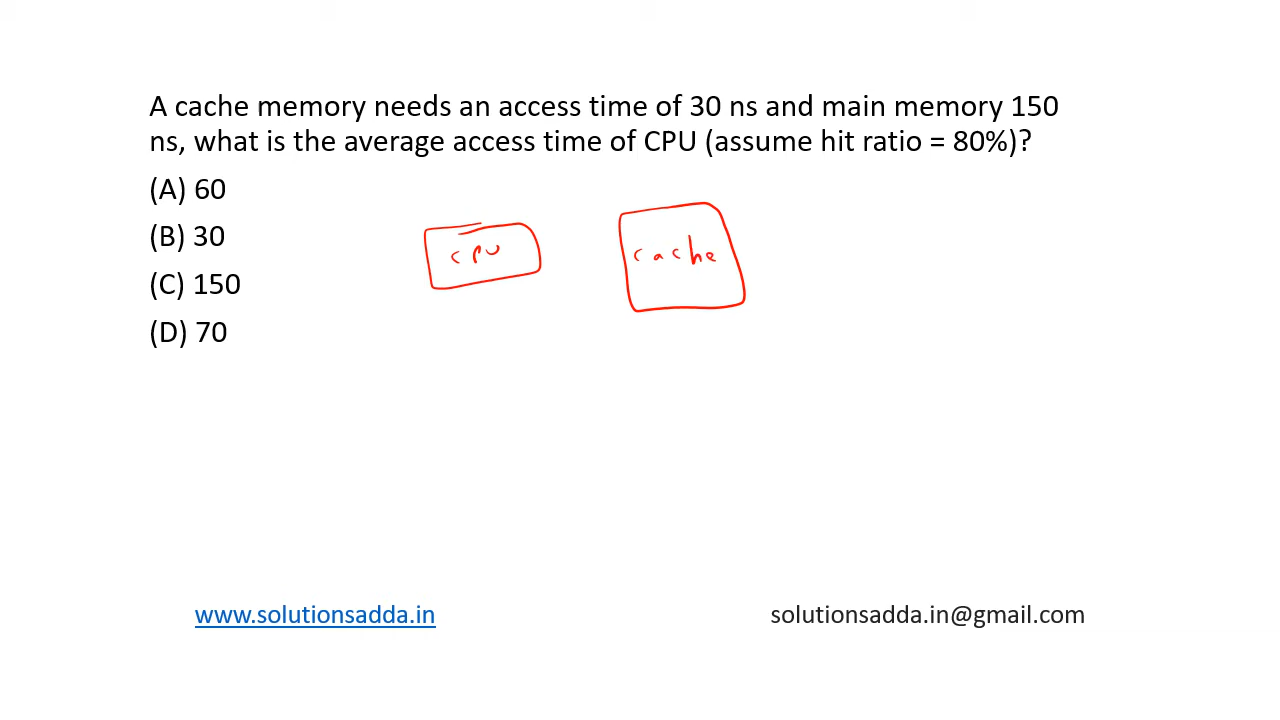 A cache memory needs an access time of 30 ns and main memory 150
ns, what is the average access time of CPU (assume hit ratio = 80%)?
(A) 60
(B) 30
(C) 150
(D) 70
CPU
cache
www.solutionsadda.in
solutionsadda.in@gmail.com